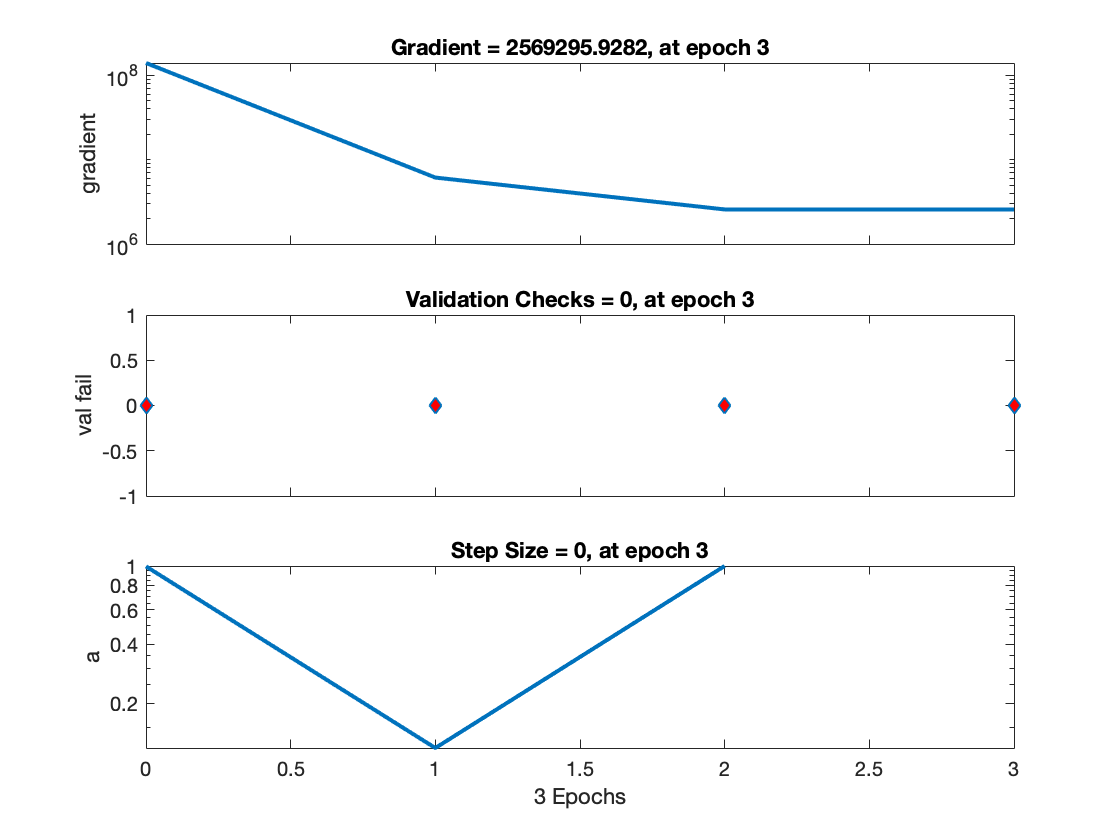 Gradient = 2569295.9282, at epoch 3
10^8
10^6
gradient
Validation Checks = 0, at epoch 3
1
0.5
0
-0.5
-1
val fail
Step Size = 0, at epoch 3
1
0.8
0.6
0.4
0.2
a
0 0.5 1 1.5 2 2.5 3
3 Epochs